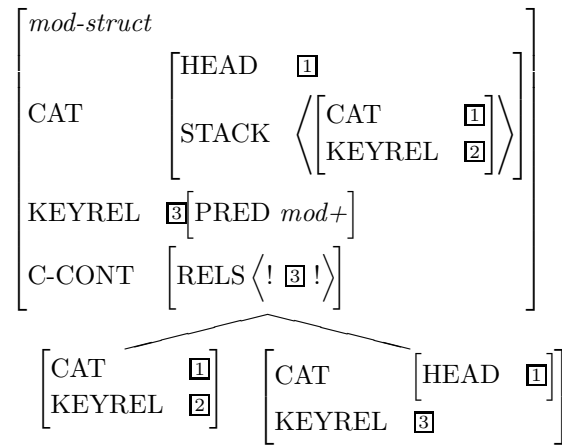 mod-struct
HEAD 1
CAT
STACK ⟨[CAT 1
KEYREL 2]⟩
KEYREL 3[PRED mod+]
C-CONT [RELS⟨! 3 !⟩]
CAT 1 CAT [HEAD 1]
KEYREL 2 KEYREL 3